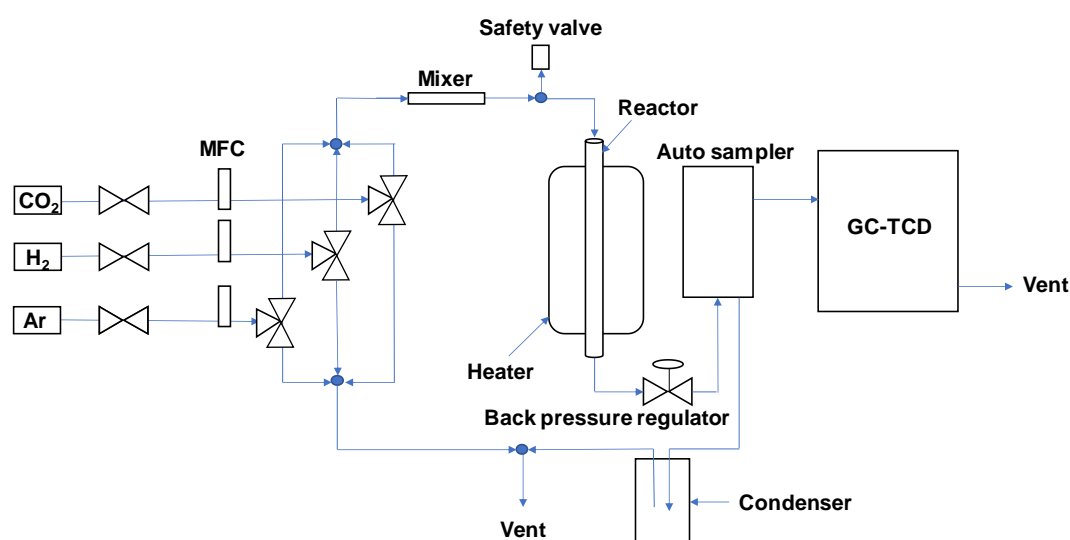 Safety valve
Mixer
Reactor
MFC
Auto sampler
CO₂
GC-TCD
H₂
Vent
Ar
Heater
Back pressure regulator
Condenser
Vent